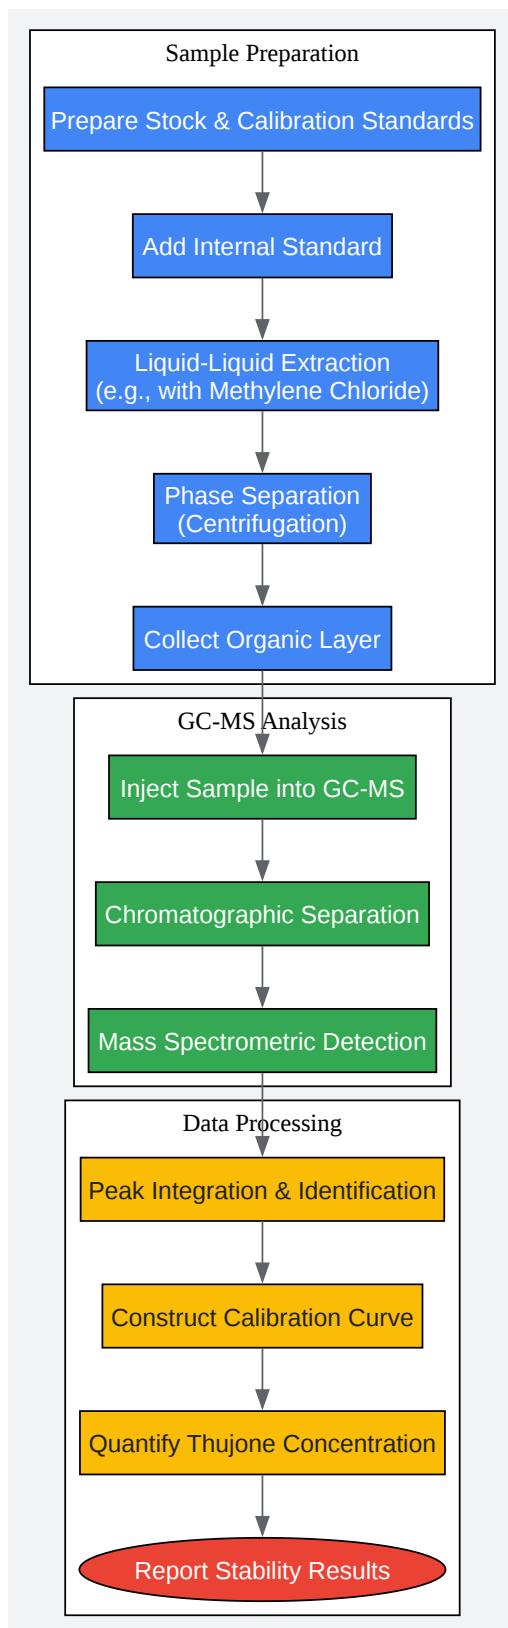 Sample Preparation
Prepare Stock & Calibration Standards
Add Internal Standard
Liquid-Liquid Extraction
(e.g., with Methylene Chloride)
Phase Separation
(Centrifugation)
Collect Organic Layer
GC-MS Analysis
Inject Sample into GC-MS
Chromatographic Separation
Mass Spectrometric Detection
Data Processing
Peak Integration & Identification
Construct Calibration Curve
Quantify Thujone Concentration
Report Stability Results